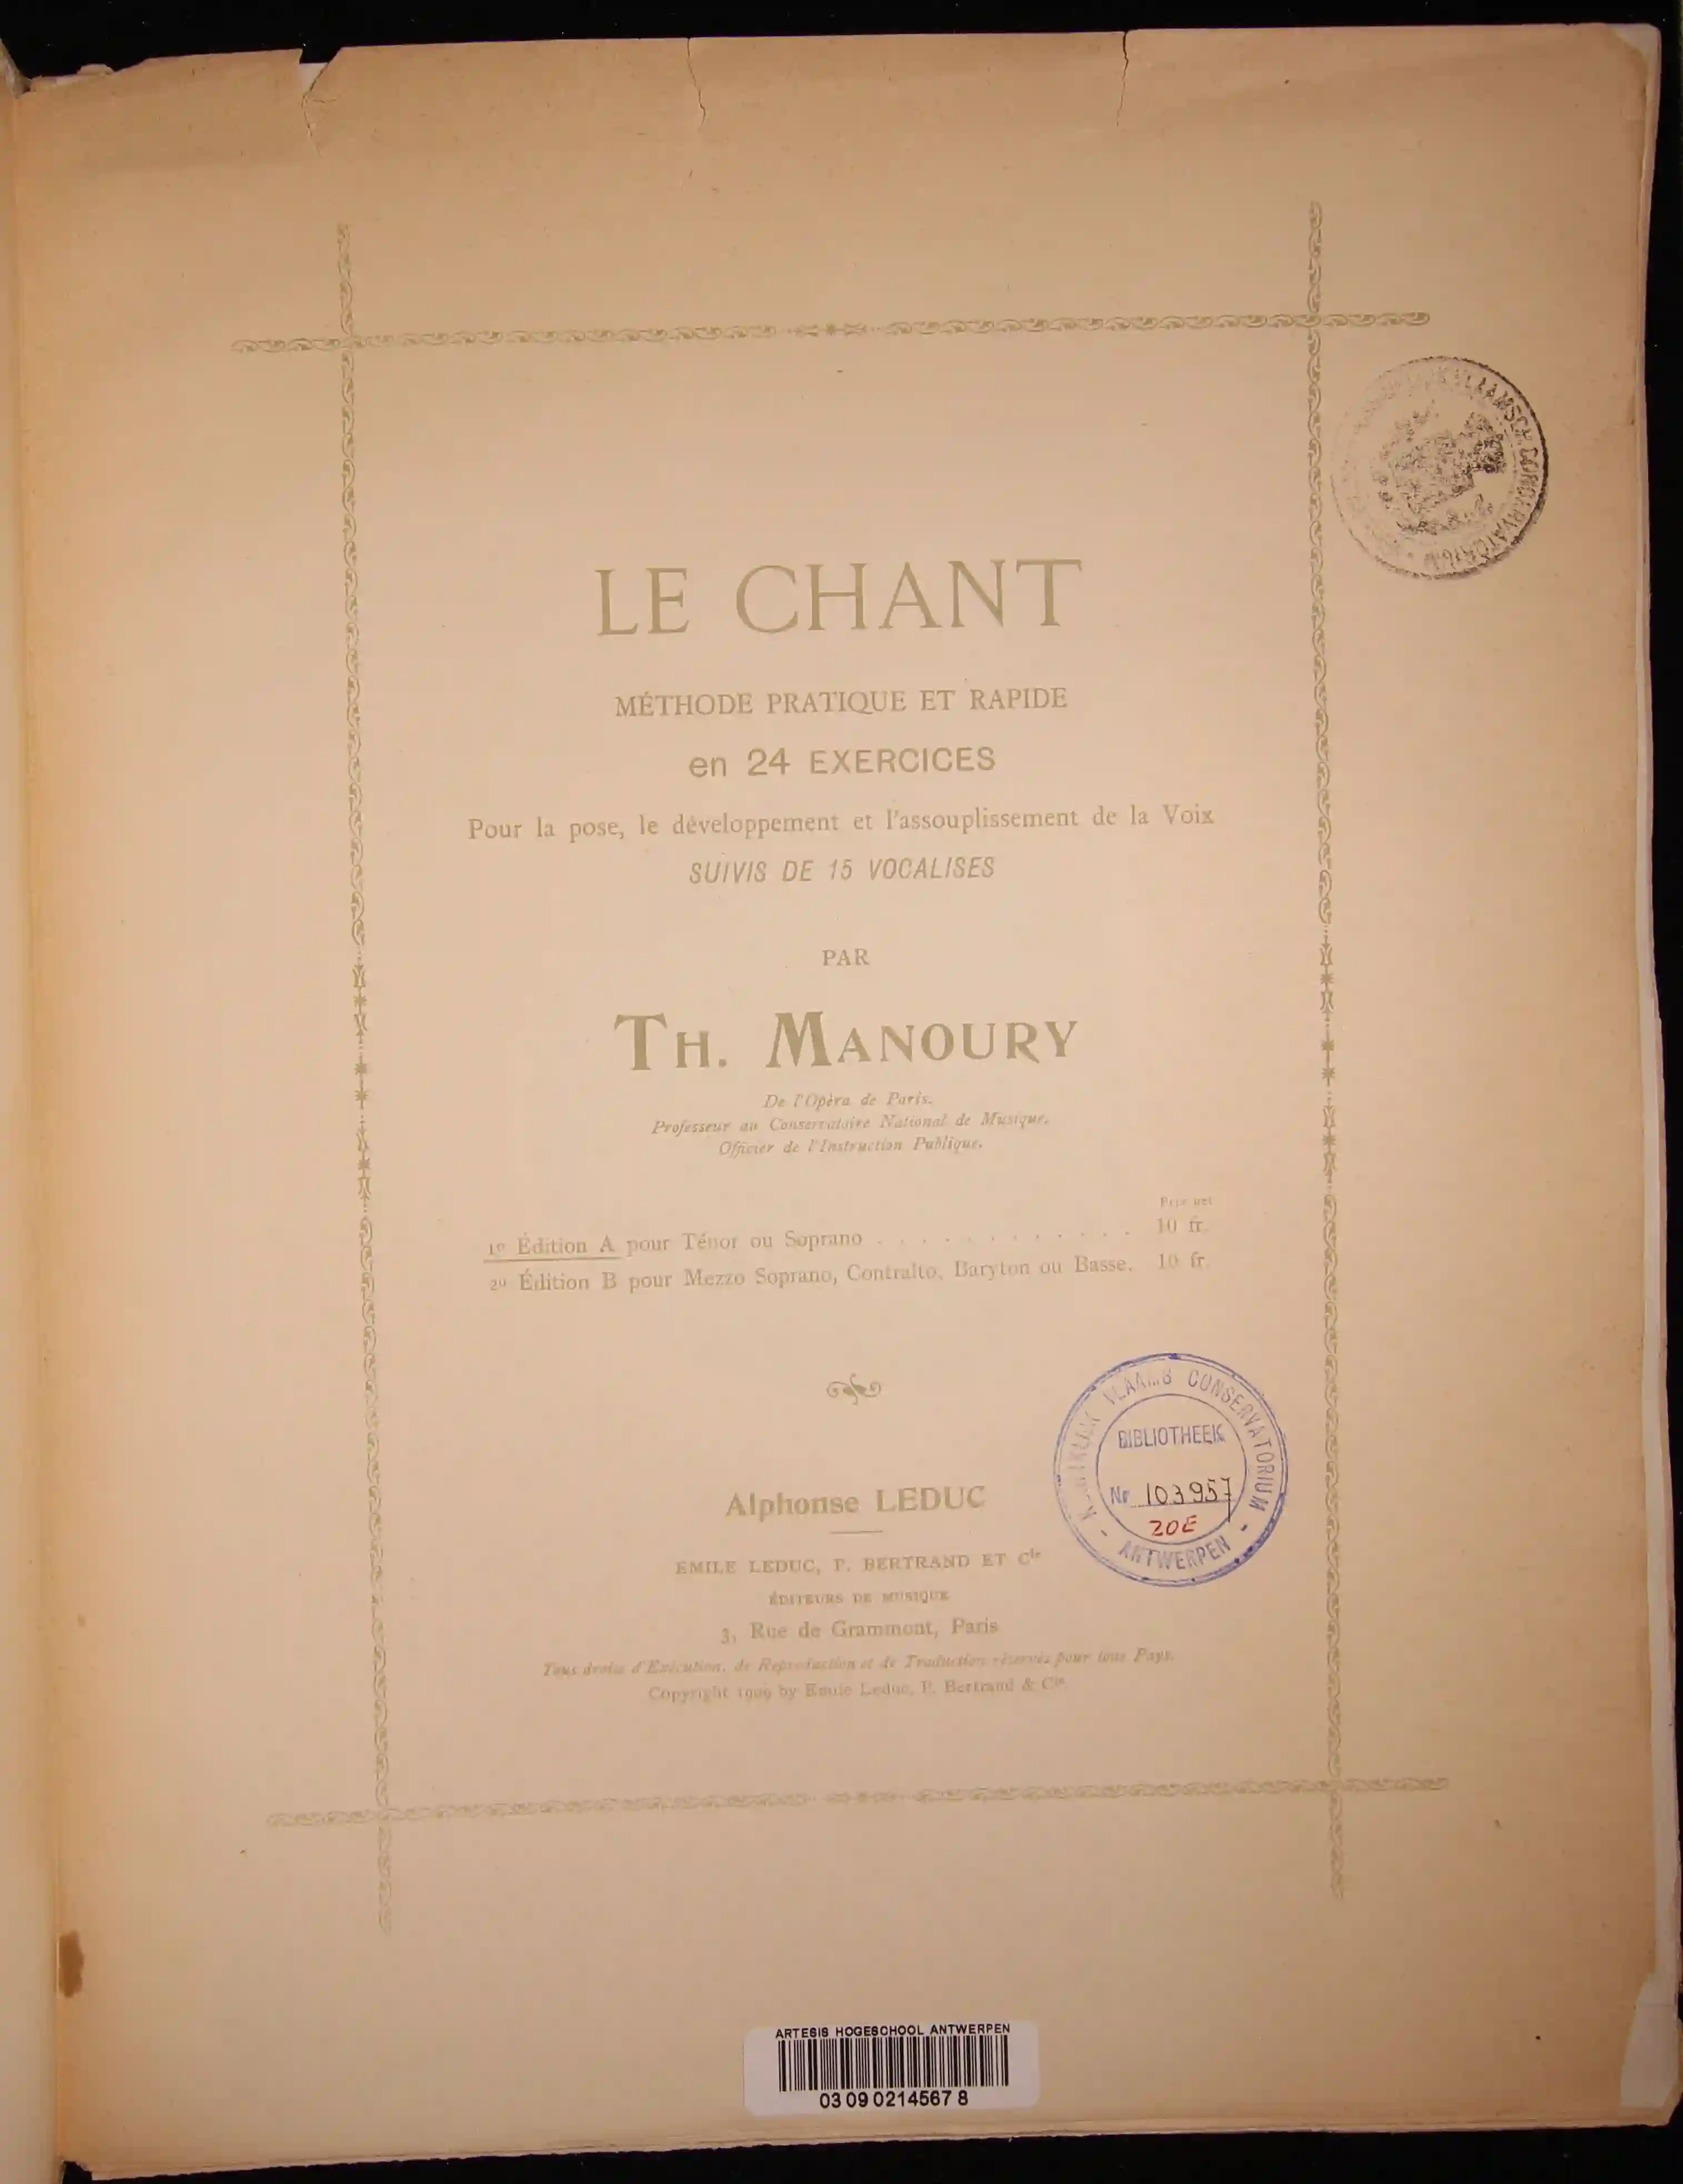 VLAAMSCH CONSERVATORIUM
LE CHANT
MÉTHODE PRATIQUE ET RAPIDE
en 24 EXERCICES
Pour la pose, le développement et l'assouplissement de la Voix
SUIVIS DE 15 VOCALISES
PAR
TH. MANOURY
De l'Opéra de Paris.
Professeur au Conservatoire National de Musique.
Officier de l'Instruction Publique.
Prix net
1º Édition A pour Ténor ou Soprano . . . . . . . . . . . . 10 fr.
2º Édition B pour Mezzo Soprano, Contralto, Baryton ou Basse. 10 fr.
KONINKLIJK VLAAMS CONSERVATORIUM
BIBLIOTHEEK
Nr 103957
ZOE
- ANTWERPEN -
Alphonse LEDUC
EMILE LEDUC, P. BERTRAND ET Cie
ÉDITEURS DE MUSIQUE
3, Rue de Grammont, Paris
Tous droits d'Exécution, de Reproduction et de Traduction réservés pour tous Pays.
Copyright 1909 by Emile Leduc, P. Bertrand & Cie
ARTESIS HOGESCHOOL ANTWERPEN
03 09 0214567 8